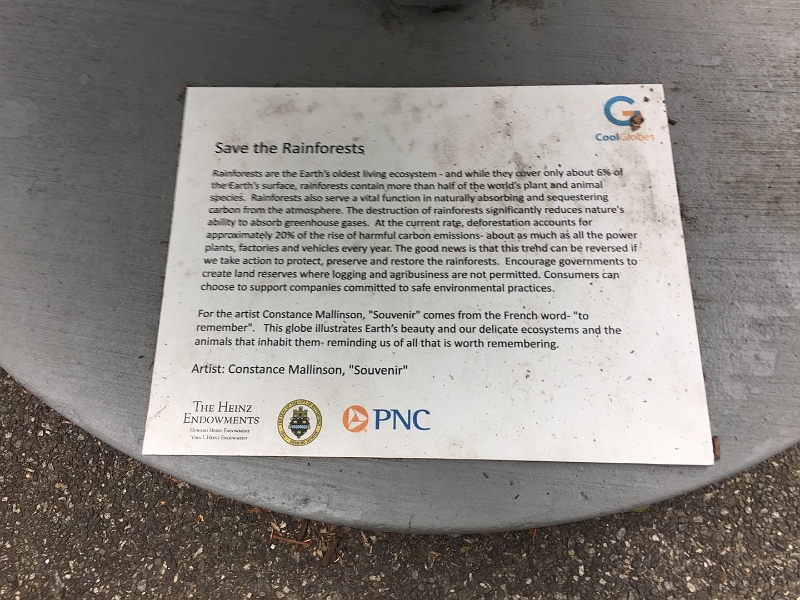 G
CoolGlobes
Save the Rainforests
Rainforests are the Earth's oldest living ecosystem - and while they cover only about 6% of
the Earth's surface, rainforests contain more than half of the world's plant and animal
species. Rainforests also serve a vital function in naturally absorbing and sequestering
carbon from the atmosphere. The destruction of rainforests significantly reduces nature's
ability to absorb greenhouse gases. At the current rate, deforestation accounts for
approximately 20% of the rise of harmful carbon emissions- about as much as all the power
plants, factories and vehicles every year. The good news is that this trend can be reversed if
we take action to protect, preserve and restore the rainforests. Encourage governments to
create land reserves where logging and agribusiness are not permitted. Consumers can
choose to support companies committed to safe environmental practices.
For the artist Constance Mallinson, "Souvenir" comes from the French word- "to
remember". This globe illustrates Earth's beauty and our delicate ecosystems and the
animals that inhabit them- reminding us of all that is worth remembering.
Artist: Constance Mallinson, "Souvenir"
The Heinz
Endowments
Howard Heinz Endowment
Vira I. Heinz Endowment
PNC